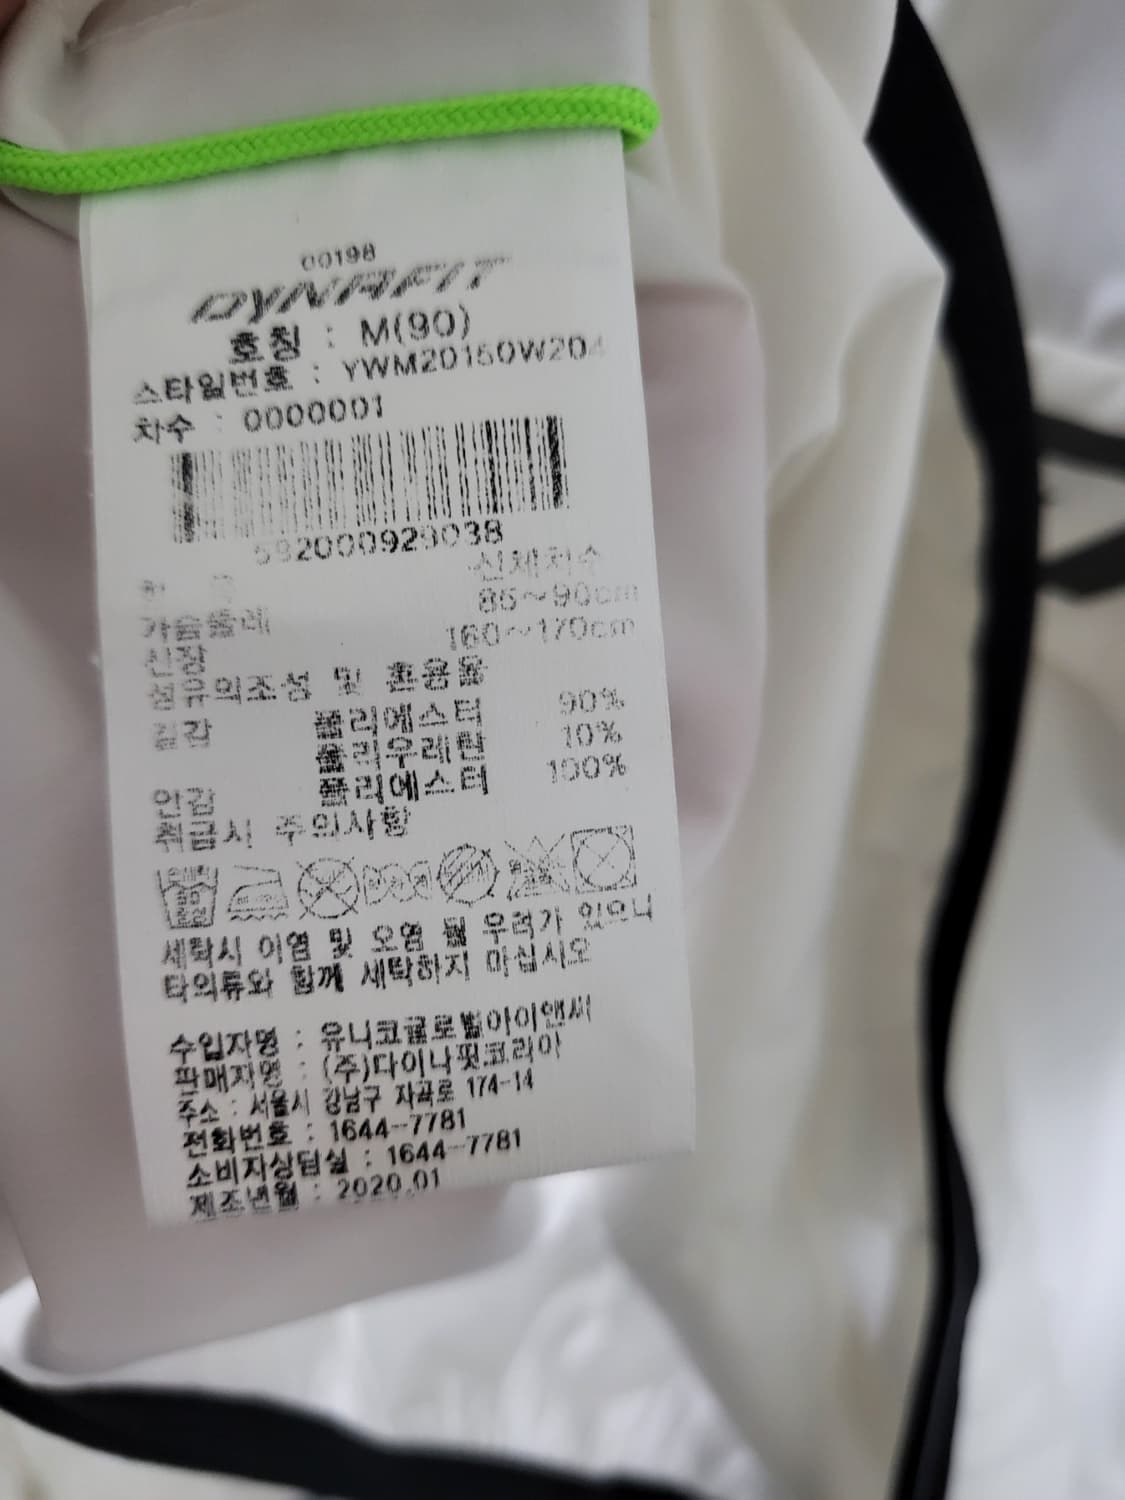 00198
DYNAFIT
호칭 : M(90)
스타일번호 : YWM20150W204
차수 : 0000001
592000929038
신체치수
가슴둘레 85~90cm
신장 160~170cm
섬유의조성 및 혼용율
겉감 폴리에스터 90%
폴리우레탄 10%
안감 폴리에스터 100%
취급시 주의사항
세탁시 이염 및 오염 될 우려가 있으니
타의류와 함께 세탁하지 마십시오
수입자명 : 유니코글로벌아이앤씨
판매자명 : (주)다이나핏코리아
주소 : 서울시 강남구 자곡로 174-14
전화번호 : 1644-7781
소비자상담실 : 1644-7781
제조년월 : 2020.01